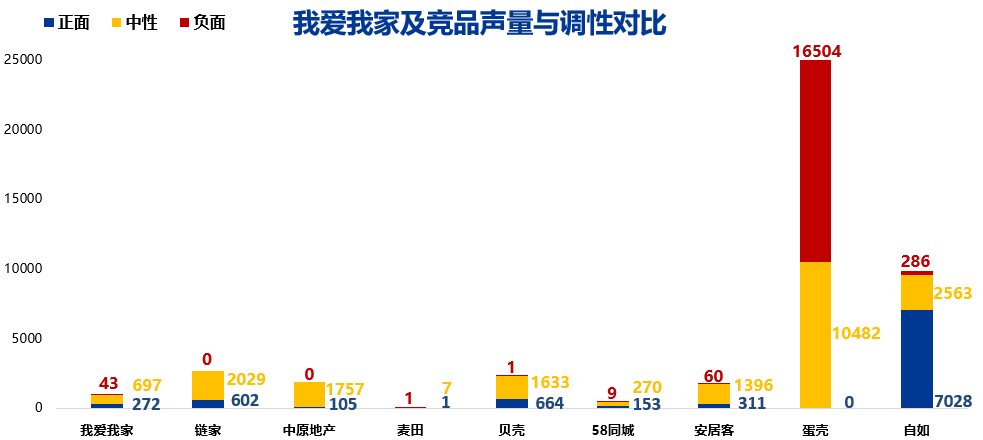 我爱我家及竞品声量与调性对比
正面 中性 负面
25000
20000
15000
10000
5000
0
43 697 272
0 2029 602
0 1757 105
1 7 1
1 1633 664
9 270 153
60 1396 311
16504 10482 0
286 2563 7028
我爱我家 链家 中原地产 麦田 贝壳 58同城 安居客 蛋壳 自如